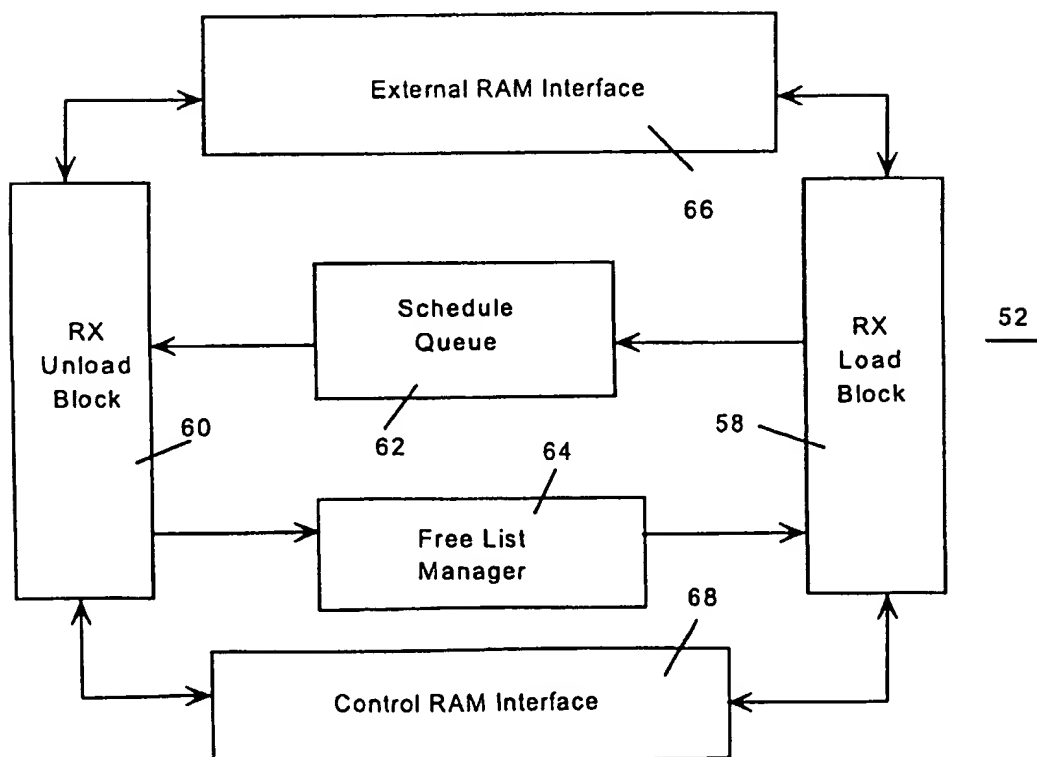 External RAM Interface
66
Schedule
Queue
62
RX
Unload
Block
60
RX
Load
Block
58
52
64
Free List
Manager
68
Control RAM Interface